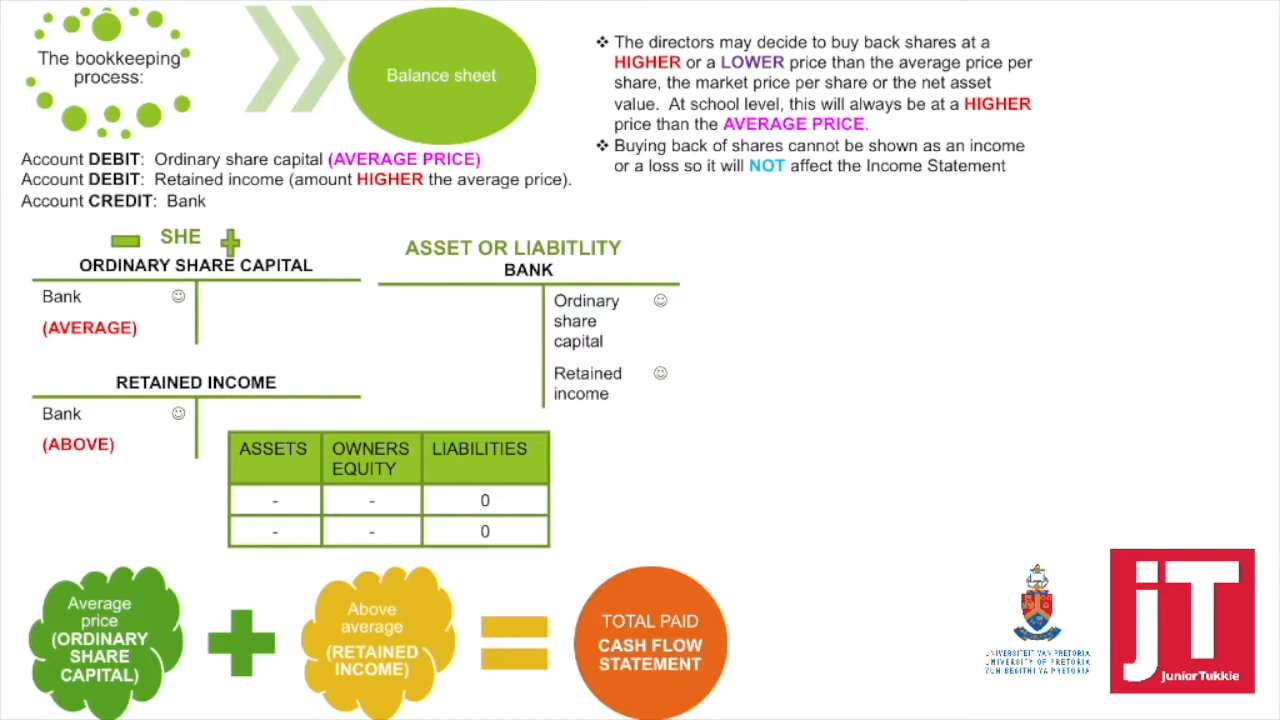 The bookkeeping
process:
Balance sheet
❖ The directors may decide to buy back shares at a
HIGHER or a LOWER price than the average price per
share, the market price per share or the net asset
value. At school level, this will always be at a HIGHER
price than the AVERAGE PRICE.
❖ Buying back of shares cannot be shown as an income
or a loss so it will NOT affect the Income Statement
Account DEBIT: Ordinary share capital (AVERAGE PRICE)
Account DEBIT: Retained income (amount HIGHER the average price).
Account CREDIT: Bank
SHE
ORDINARY SHARE CAPITAL
Bank ☺
(AVERAGE)
ASSET OR LIABITLITY
BANK
Ordinary ☺
share
capital
Retained ☺
income
RETAINED INCOME
Bank ☺
(ABOVE)
ASSETS OWNERS LIABILITIES
EQUITY
- - 0
- - 0
Average
price
(ORDINARY
SHARE
CAPITAL)
Above
average
(RETAINED
INCOME)
TOTAL PAID
CASH FLOW
STATEMENT
UNIVERSITEIT VAN PRETORIA
UNIVERSITY OF PRETORIA
YUNIBESITHI YA PRETORIA
jT
JuniorTukkie